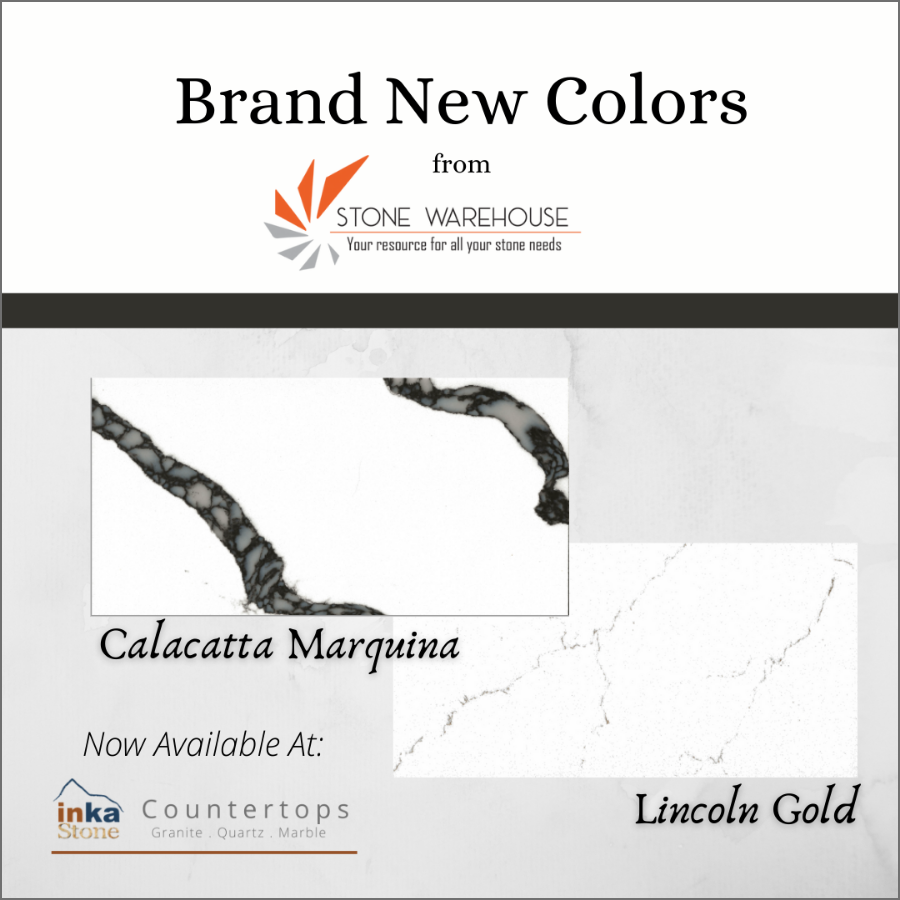 Brand New Colors
from
STONE WAREHOUSE
Your resource for all your stone needs
Calacatta Marquina
Lincoln Gold
Now Available At:
inka
Stone
Countertops
Granite . Quartz . Marble